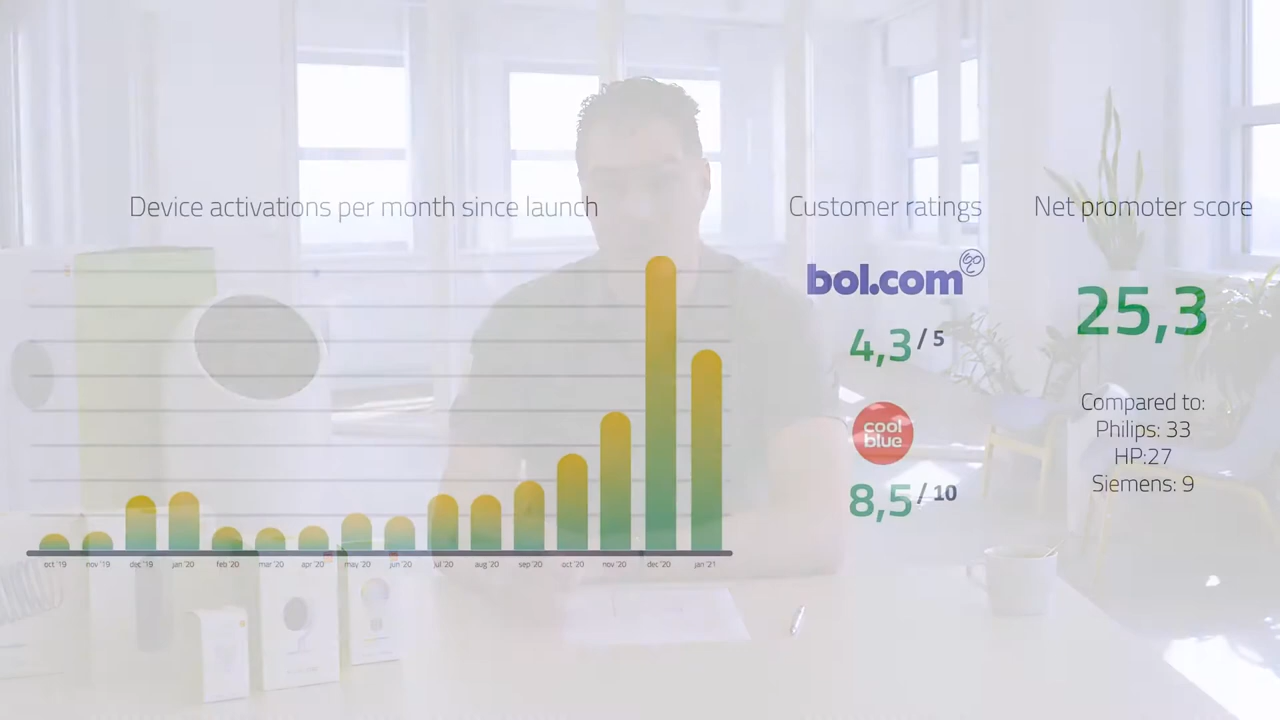 Device activations per month since launch
oct '19 nov '19 dec '19 jan '20 feb '20 mar '20 apr '20 may '20 jun '20 jul '20 aug '20 sep '20 oct '20 nov '20 dec '20 jan '21
Customer ratings
bol.com
4,3 / 5
cool
blue
8,5 / 10
Net promoter score
25,3
Compared to:
Philips: 33
HP:27
Siemens: 9